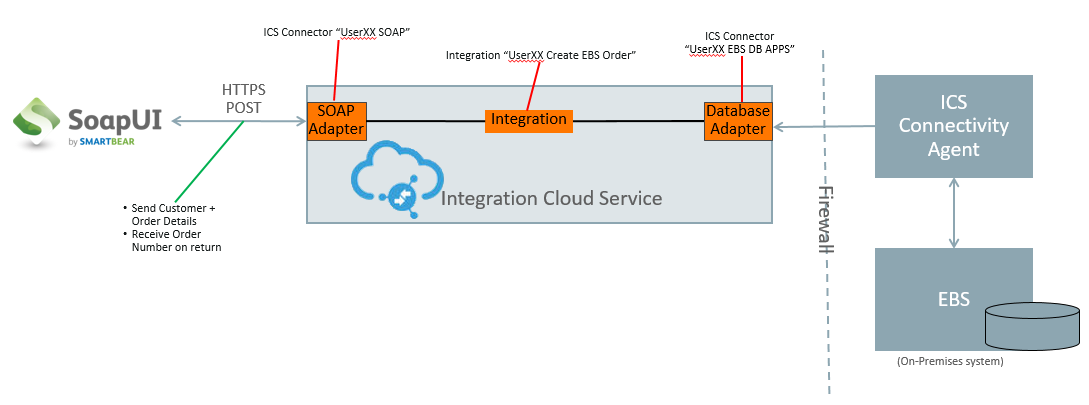 ICS Connector “UserXX SOAP”
Integration “UserXX Create EBS Order”
ICS Connector
“UserXX EBS DB APPS”
HTTPS
POST
SoapUI
by SMARTBEAR
SOAP
Adapter
Integration
Database
Adapter
ICS
Connectivity
Agent
Integration Cloud Service
Firewall
• Send Customer +
Order Details
• Receive Order
Number on return
EBS
(On-Premises system)